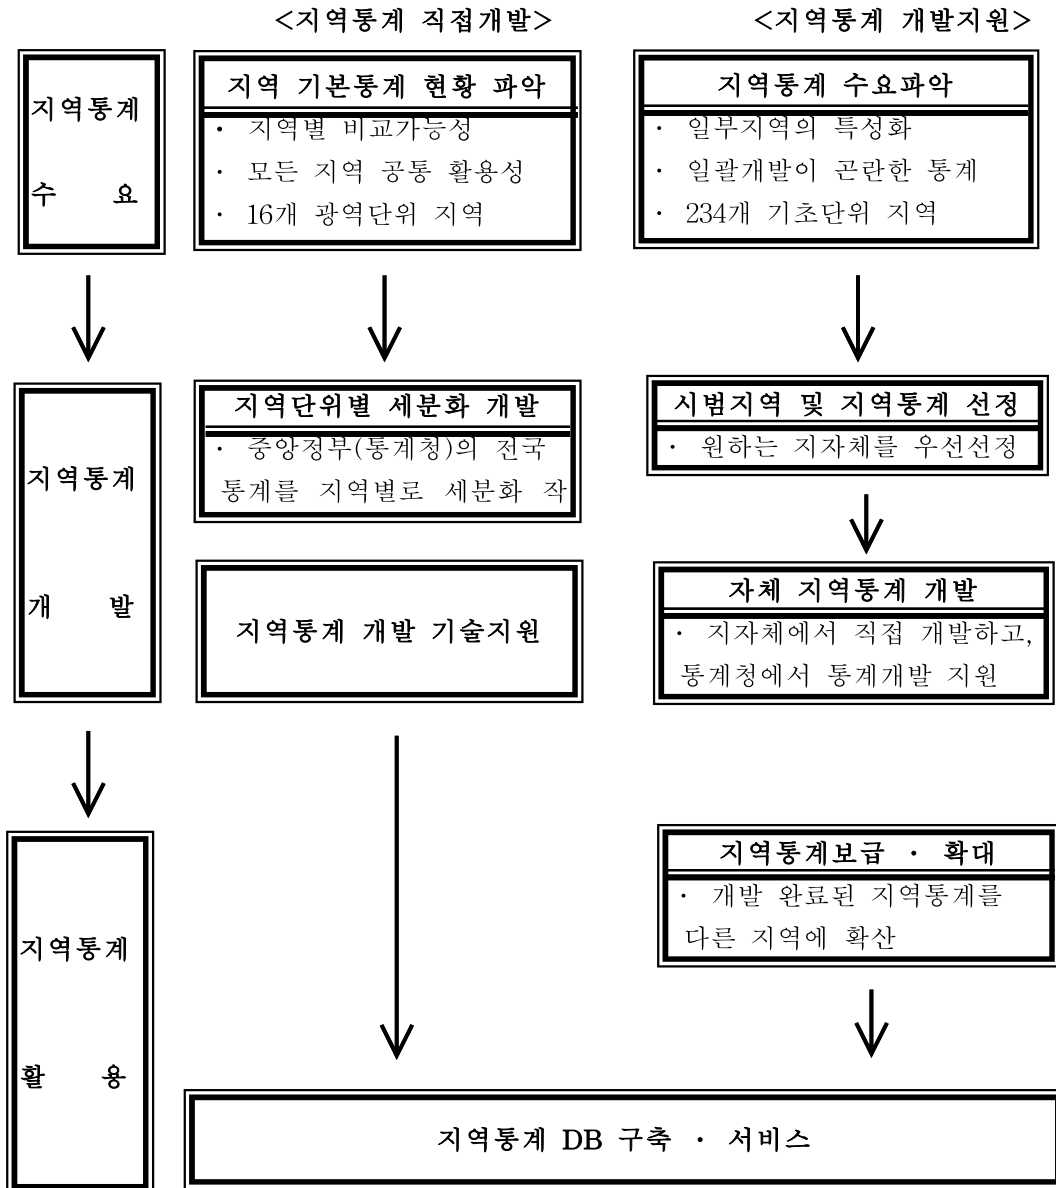 <지역통계 직접개발>
<지역통계 개발지원>
지역통계
수 요
지역 기본통계 현황 파악
· 지역별 비교가능성
· 모든 지역 공통 활용성
· 16개 광역단위 지역
지역통계 수요파악
· 일부지역의 특성화
· 일괄개발이 곤란한 통계
· 234개 기초단위 지역
지역통계
개 발
지역단위별 세분화 개발
· 중앙정부(통계청)의 전국
통계를 지역별로 세분화 작
지역통계 개발 기술지원
시범지역 및 지역통계 선정
· 원하는 지자체를 우선선정
자체 지역통계 개발
· 지자체에서 직접 개발하고,
통계청에서 통계개발 지원
지역통계
활 용
지역통계보급 · 확대
· 개발 완료된 지역통계를
다른 지역에 확산
지역통계 DB 구축 · 서비스